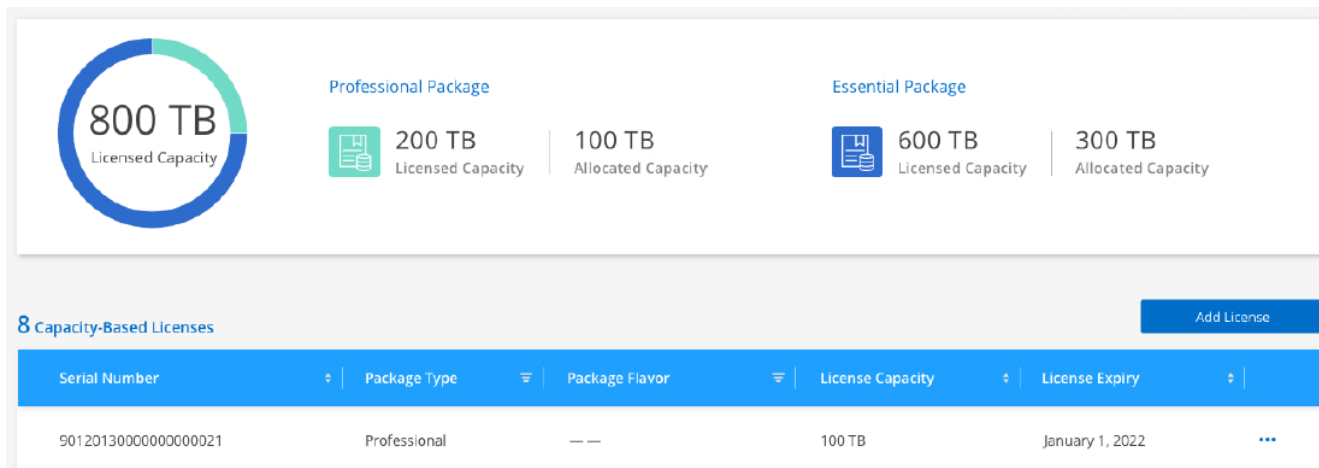 800 TB
Licensed Capacity
Professional Package
200 TB
Licensed Capacity
100 TB
Allocated Capacity
Essential Package
600 TB
Licensed Capacity
300 TB
Allocated Capacity
8 Capacity-Based Licenses
Add License
Serial Number Package Type Package Flavor License Capacity License Expiry
90120130000000000021 Professional — — 100 TB January 1, 2022 •••